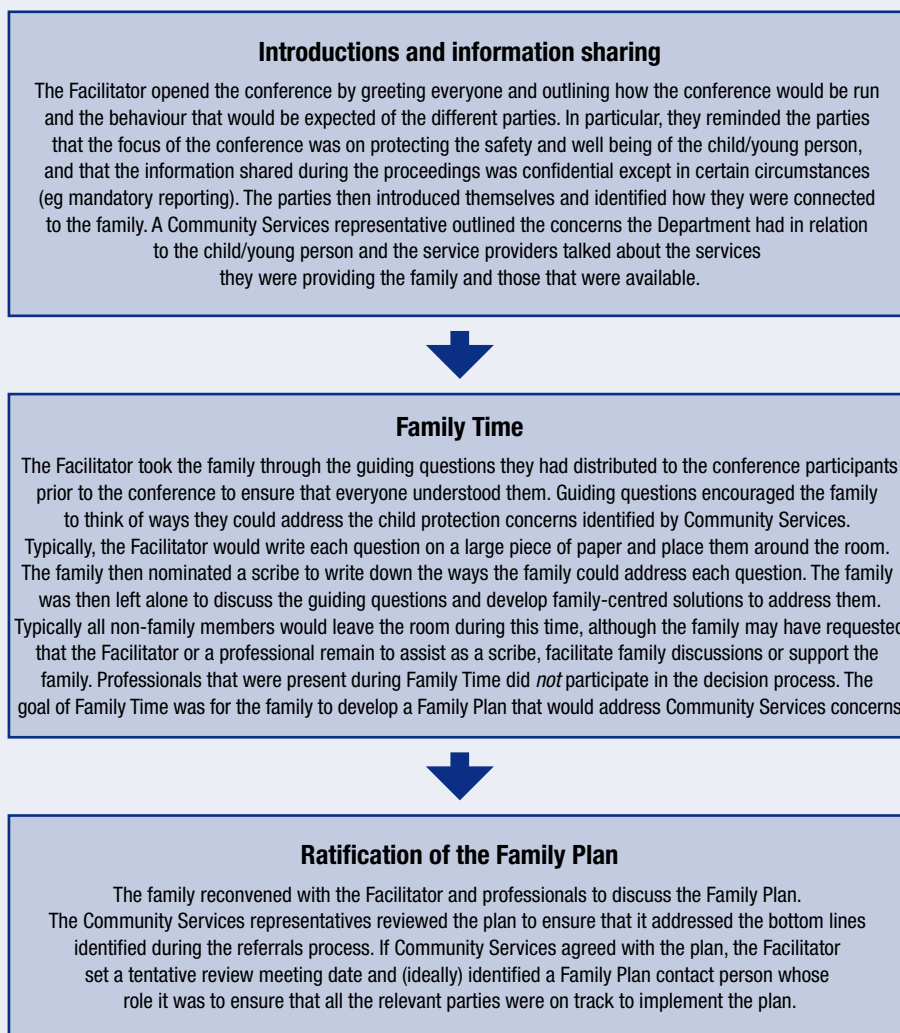 Introductions and information sharing
The Facilitator opened the conference by greeting everyone and outlining how the conference would be run
and the behaviour that would be expected of the different parties. In particular, they reminded the parties
that the focus of the conference was on protecting the safety and well being of the child/young person,
and that the information shared during the proceedings was confidential except in certain circumstances
(eg mandatory reporting). The parties then introduced themselves and identified how they were connected
to the family. A Community Services representative outlined the concerns the Department had in relation
to the child/young person and the service providers talked about the services
they were providing the family and those that were available.
Family Time
The Facilitator took the family through the guiding questions they had distributed to the conference participants
prior to the conference to ensure that everyone understood them. Guiding questions encouraged the family
to think of ways they could address the child protection concerns identified by Community Services.
Typically, the Facilitator would write each question on a large piece of paper and place them around the room.
The family then nominated a scribe to write down the ways the family could address each question. The family
was then left alone to discuss the guiding questions and develop family-centred solutions to address them.
Typically all non-family members would leave the room during this time, although the family may have requested
that the Facilitator or a professional remain to assist as a scribe, facilitate family discussions or support the
family. Professionals that were present during Family Time did not participate in the decision process. The
goal of Family Time was for the family to develop a Family Plan that would address Community Services concerns
Ratification of the Family Plan
The family reconvened with the Facilitator and professionals to discuss the Family Plan.
The Community Services representatives reviewed the plan to ensure that it addressed the bottom lines
identified during the referrals process. If Community Services agreed with the plan, the Facilitator
set a tentative review meeting date and (ideally) identified a Family Plan contact person whose
role it was to ensure that all the relevant parties were on track to implement the plan.